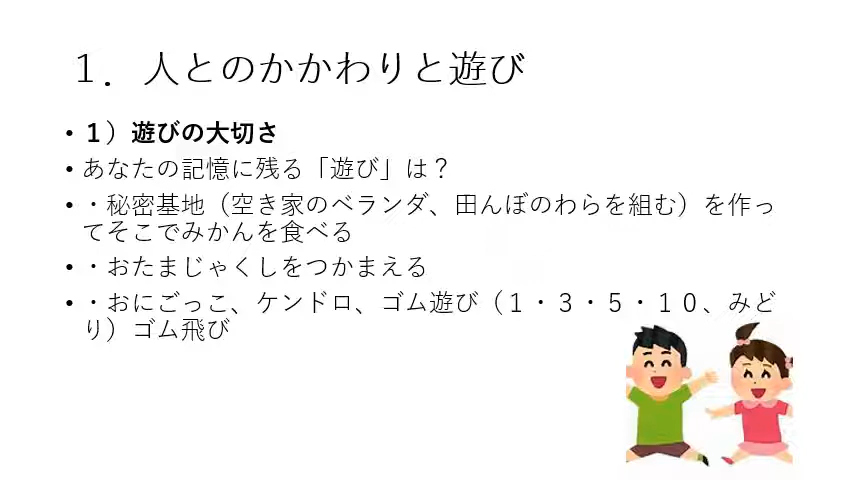 １．人とのかかわりと遊び
• １）遊びの大切さ
• あなたの記憶に残る「遊び」は？
• ・秘密基地（空き家のベランダ、田んぼのわらを組む）を作っ
てそこでみかんを食べる
• ・おたまじゃくしをつかまえる
• ・おにごっこ、ケンドロ、ゴム遊び（１・３・５・１０、みど
り）ゴム飛び